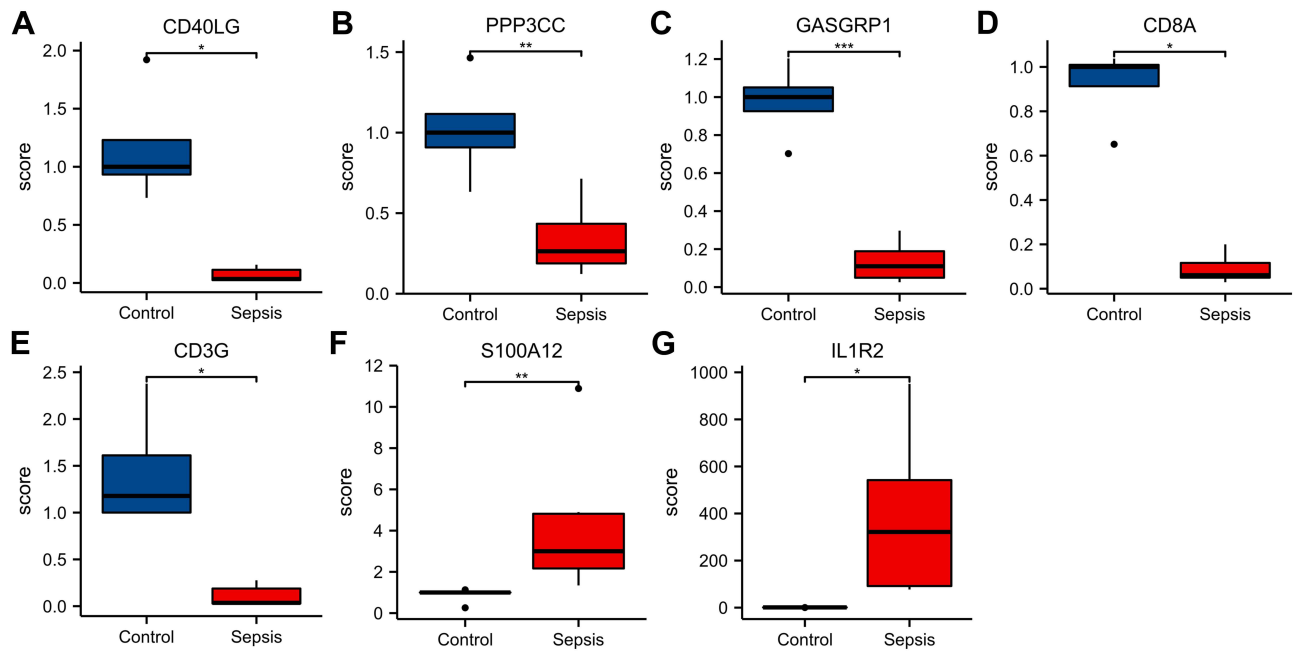 A
CD40LG
*
score
2.0
1.5
1.0
0.5
0.0
Control
Sepsis
B
PPP3CC
**
score
1.5
1.0
0.5
0.0
Control
Sepsis
C
GASGRP1
***
score
1.2
1.0
0.8
0.6
0.4
0.2
0.0
Control
Sepsis
D
CD8A
*
score
1.0
0.8
0.6
0.4
0.2
0.0
Control
Sepsis
E
CD3G
*
score
2.5
2.0
1.5
1.0
0.5
0.0
Control
Sepsis
F
S100A12
**
score
12
10
8
6
4
2
0
Control
Sepsis
G
IL1R2
*
score
1000
800
600
400
200
0
Control
Sepsis